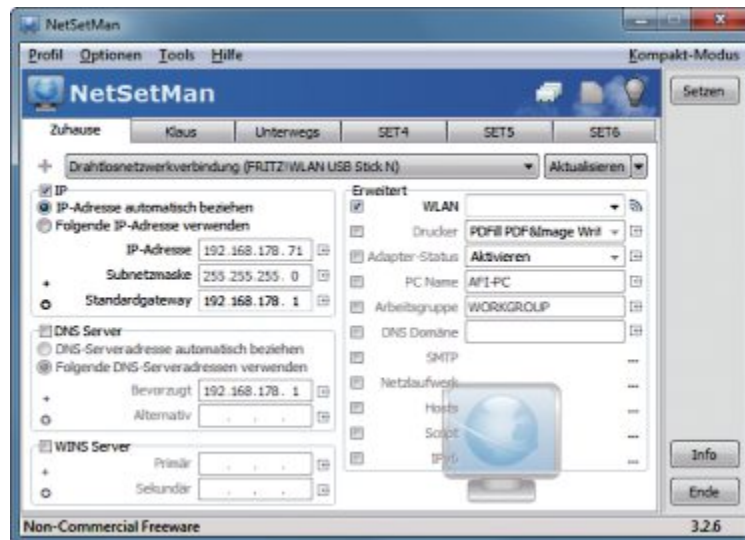 NetSetMan
Profil Optionen Tools Hilfe Kompakt-Modus
NetSetMan
Setzen
Zuhause Klaus Unterwegs SET4 SET5 SET6
Drahtlosnetzwerkverbindung (FRITZ!WLAN USB Stick N) Aktualisieren
IP
IP-Adresse automatisch beziehen
Folgende IP-Adresse verwenden
IP-Adresse 192.168.178. 71
Subnetzmaske 255.255.255. 0
Standardgateway 192.168.178. 1
DNS Server
DNS-Serveradresse automatisch beziehen
Folgende DNS-Serveradressen verwenden
Bevorzugt 192.168.178. 1
Alternativ . . .
WINS Server
Primär . . .
Sekundär . . .
Erweitert
WLAN
Drucker PDFill PDF&Image Writ
Adapter-Status Aktivieren
PC Name AFI-PC
Arbeitsgruppe WORKGROUP
DNS Domäne
SMTP ...
Netzlaufwerk ...
Hosts ...
Script ...
IPv6 ...
Info
Ende
Non-Commercial Freeware 3.2.6